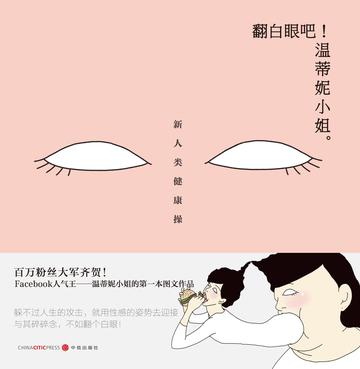 翻白眼吧！
温蒂妮小姐。
新人类健康操
百万粉丝大军齐贺！
Facebook人气王——温蒂妮小姐的第一本图文作品
躲不过人生的攻击，就用性感的姿势去迎接
与其碎碎念，不如翻个白眼！
CHINACITICPRESS 中信出版社